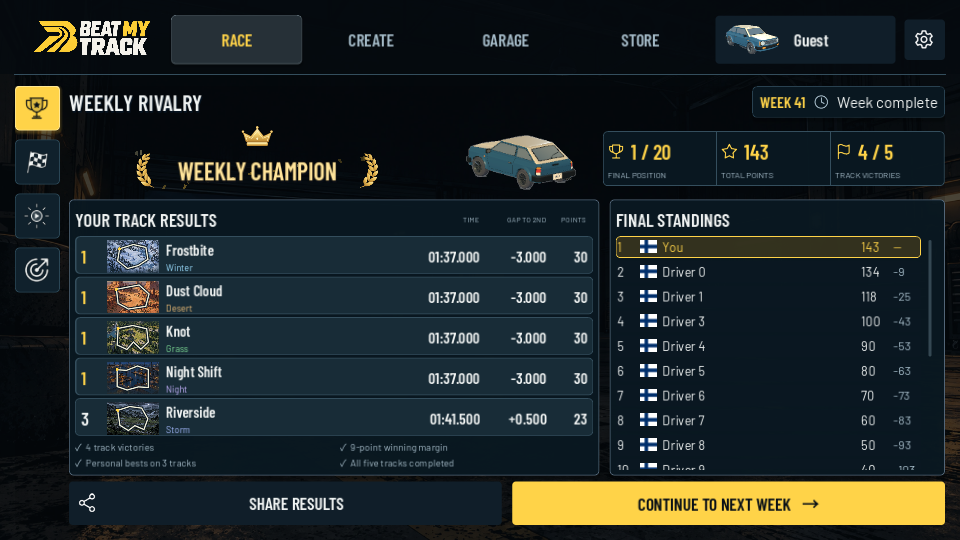 BEAT MY TRACK
RACE
CREATE
GARAGE
STORE
Guest
WEEKLY RIVALRY
WEEK 41 Week complete
WEEKLY CHAMPION
1 / 20
FINAL POSITION
143
TOTAL POINTS
4 / 5
TRACK VICTORIES
YOUR TRACK RESULTS TIME GAP TO 2ND POINTS
1 Frostbite 01:37.000 -3.000 30
Winter
1 Dust Cloud 01:37.000 -3.000 30
Desert
1 Knot 01:37.000 -3.000 30
Grass
1 Night Shift 01:37.000 -3.000 30
Night
3 Riverside 01:41.500 +0.500 23
Storm
✓ 4 track victories
✓ 9-point winning margin
✓ Personal bests on 3 tracks
✓ All five tracks completed
FINAL STANDINGS
1 You 143 –
2 Driver 0 134 -9
3 Driver 1 118 -25
4 Driver 3 100 -43
5 Driver 4 90 -53
6 Driver 5 80 -63
7 Driver 6 70 -73
8 Driver 7 60 -83
9 Driver 8 50 -93
10 Driver 9 40 -103
SHARE RESULTS
CONTINUE TO NEXT WEEK →